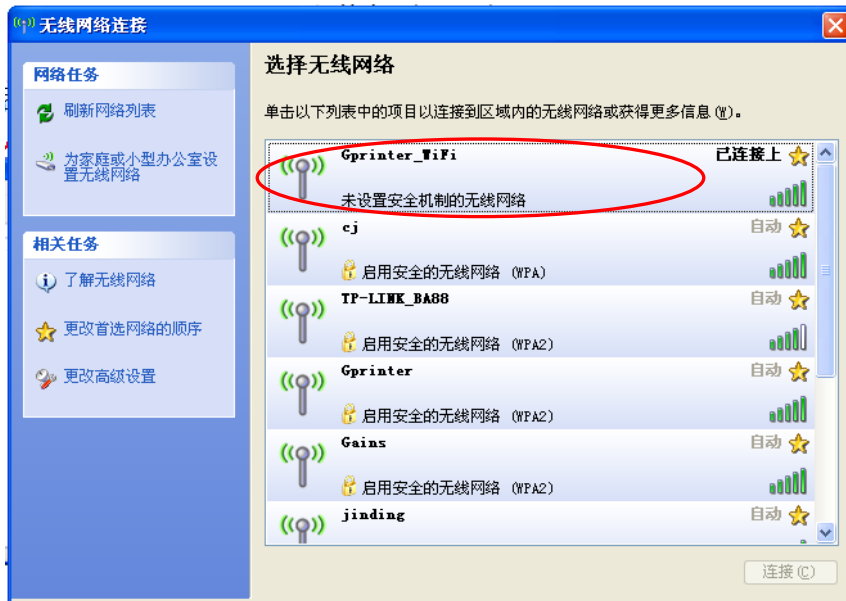 无线网络连接
网络任务
刷新网络列表
为家庭或小型办公室设
置无线网络
相关任务
了解无线网络
更改首选网络的顺序
更改高级设置
选择无线网络
单击以下列表中的项目以连接到区域内的无线网络或获得更多信息(W)。
Gprinter_WiFi 已连接上
未设置安全机制的无线网络
cj 自动
启用安全的无线网络 (WPA)
TP-LINK_BA88 自动
启用安全的无线网络 (WPA2)
Gprinter 自动
启用安全的无线网络 (WPA2)
Gains 自动
启用安全的无线网络 (WPA2)
jinding 自动
连接(C)